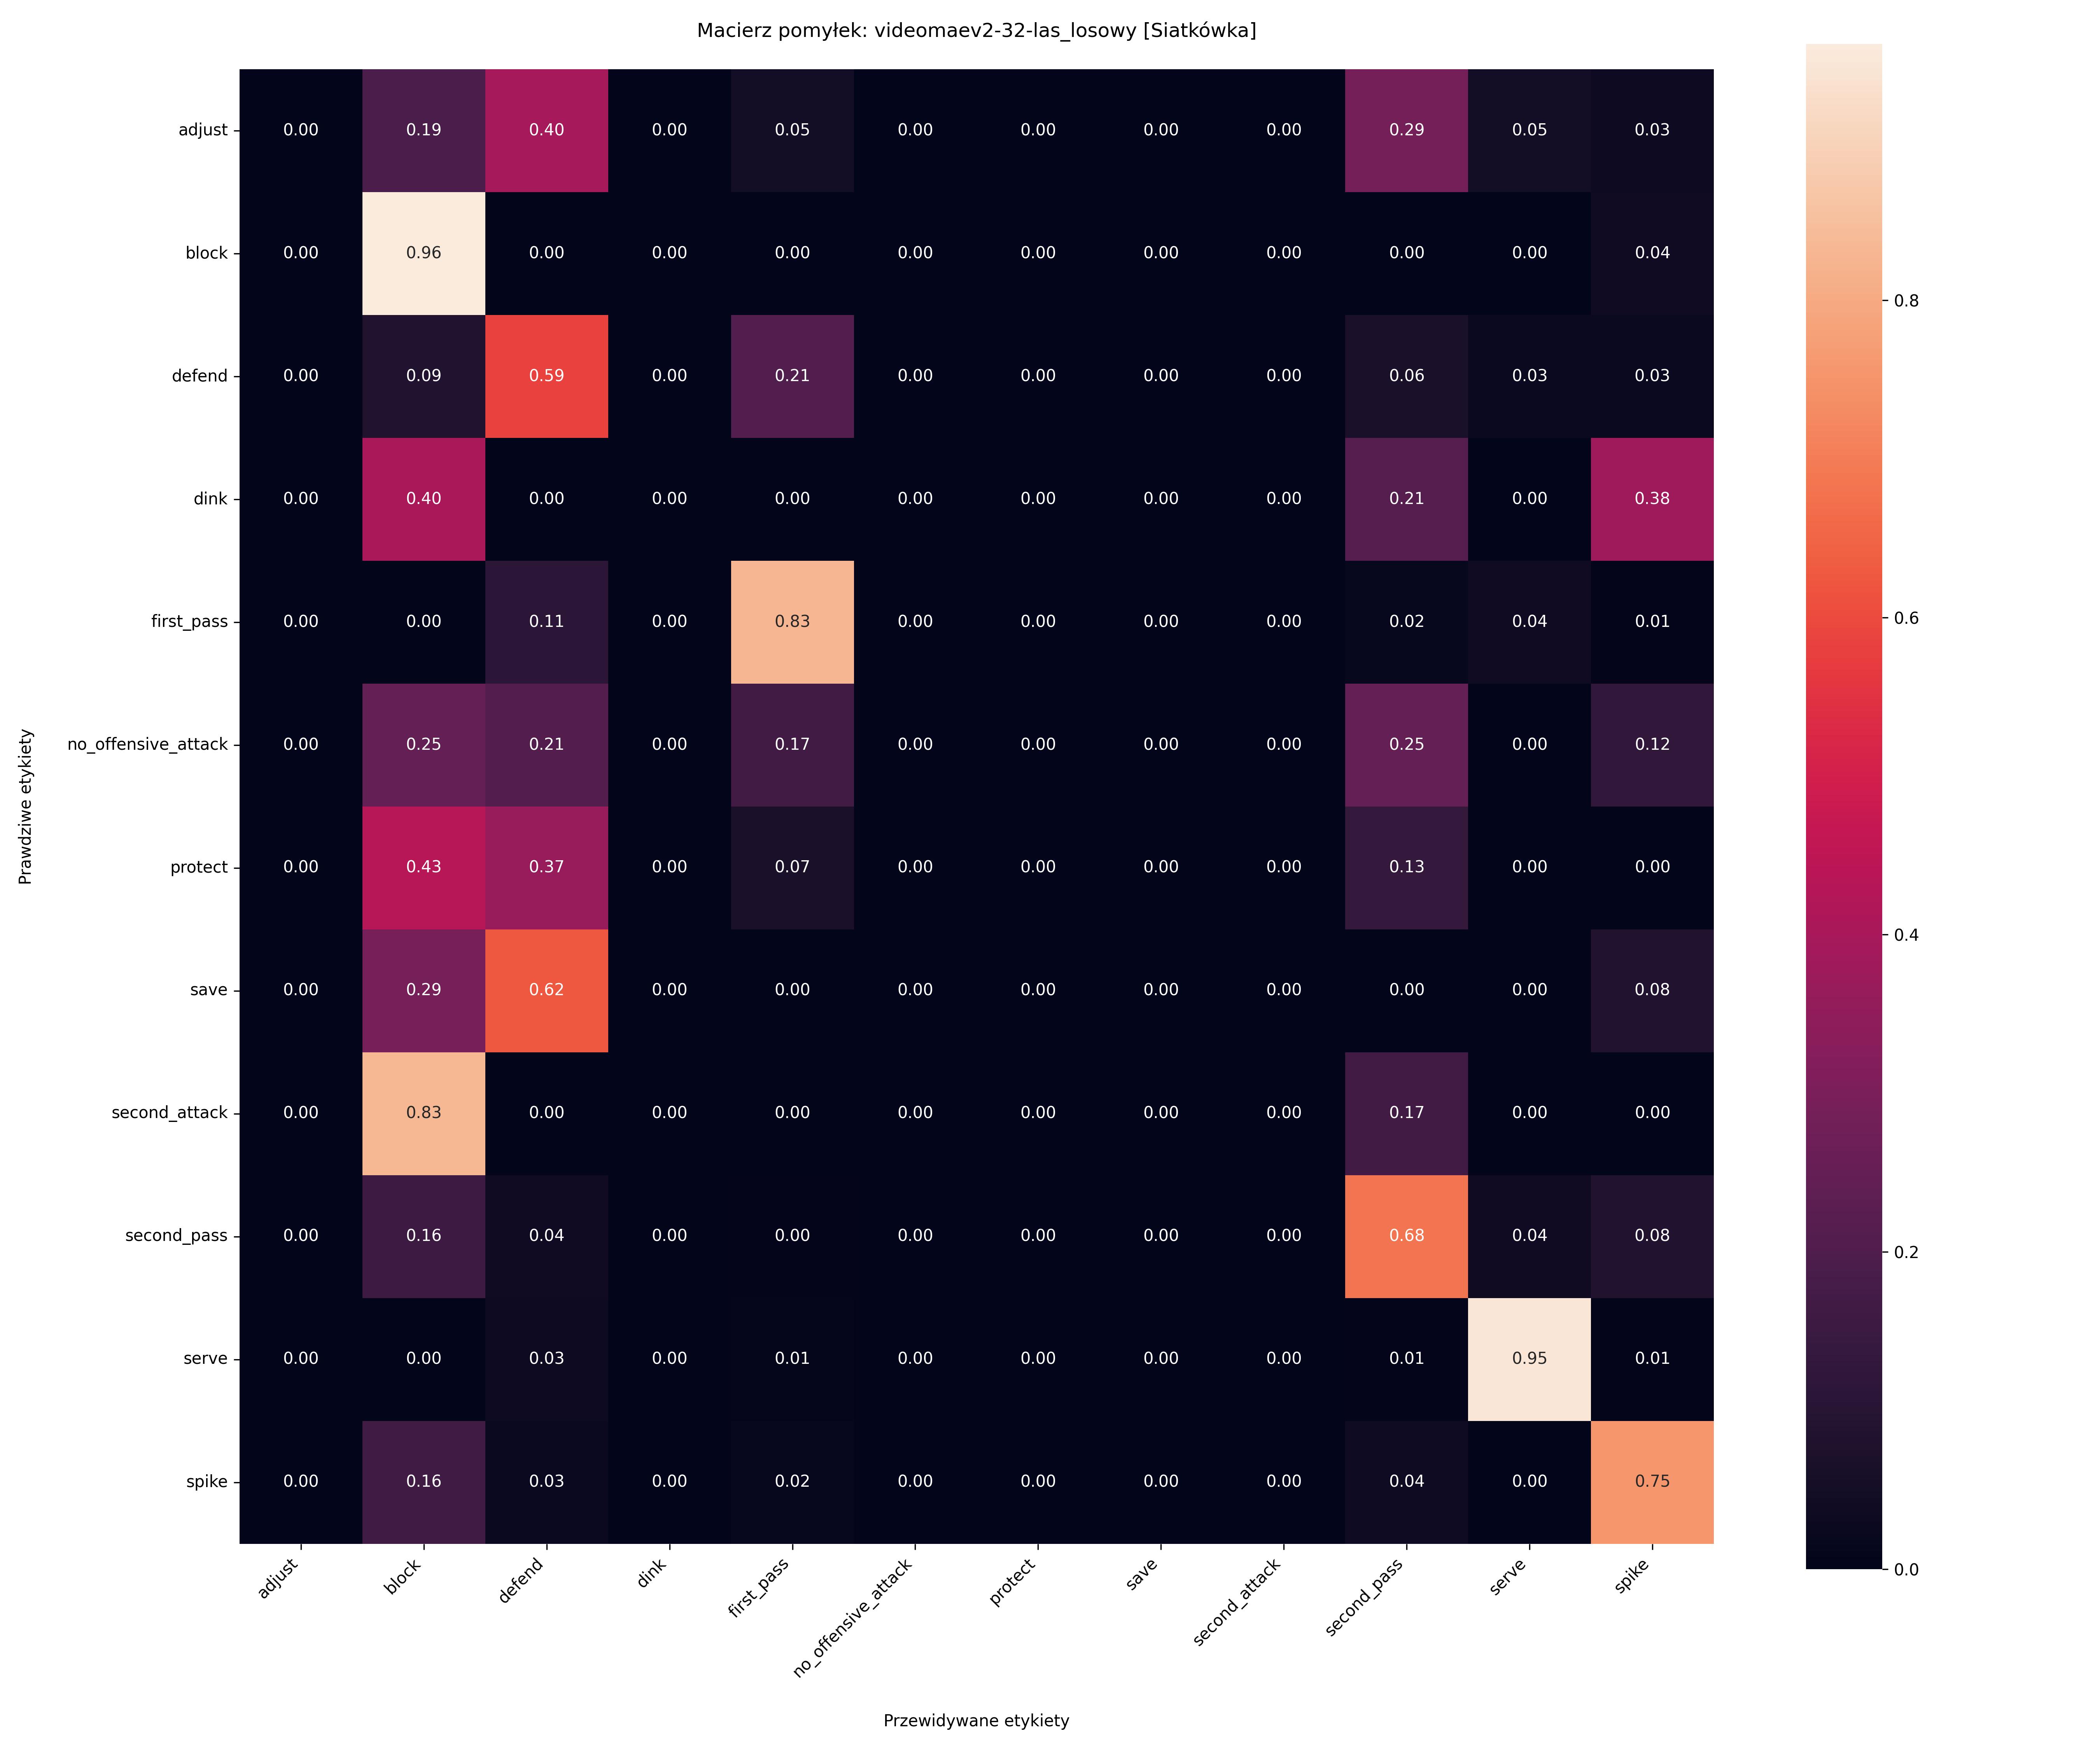 Macierz pomyłek: videomaev2-32-las_losowy [Siatkówka]
adjust 0.00 0.19 0.40 0.00 0.05 0.00 0.00 0.00 0.00 0.29 0.05 0.03
block 0.00 0.96 0.00 0.00 0.00 0.00 0.00 0.00 0.00 0.00 0.00 0.04
defend 0.00 0.09 0.59 0.00 0.21 0.00 0.00 0.00 0.00 0.06 0.03 0.03
dink 0.00 0.40 0.00 0.00 0.00 0.00 0.00 0.00 0.00 0.21 0.00 0.38
first_pass 0.00 0.00 0.11 0.00 0.83 0.00 0.00 0.00 0.00 0.02 0.04 0.01
no_offensive_attack 0.00 0.25 0.21 0.00 0.17 0.00 0.00 0.00 0.00 0.25 0.00 0.12
protect 0.00 0.43 0.37 0.00 0.07 0.00 0.00 0.00 0.00 0.13 0.00 0.00
save 0.00 0.29 0.62 0.00 0.00 0.00 0.00 0.00 0.00 0.00 0.00 0.08
second_attack 0.00 0.83 0.00 0.00 0.00 0.00 0.00 0.00 0.00 0.17 0.00 0.00
second_pass 0.00 0.16 0.04 0.00 0.00 0.00 0.00 0.00 0.00 0.68 0.04 0.08
serve 0.00 0.00 0.03 0.00 0.01 0.00 0.00 0.00 0.00 0.01 0.95 0.01
spike 0.00 0.16 0.03 0.00 0.02 0.00 0.00 0.00 0.00 0.04 0.00 0.75
adjust block defend dink first_pass no_offensive_attack protect save second_attack second_pass serve spike
Przewidywane etykiety
Prawdziwe etykiety
0.8
0.6
0.4
0.2
0.0